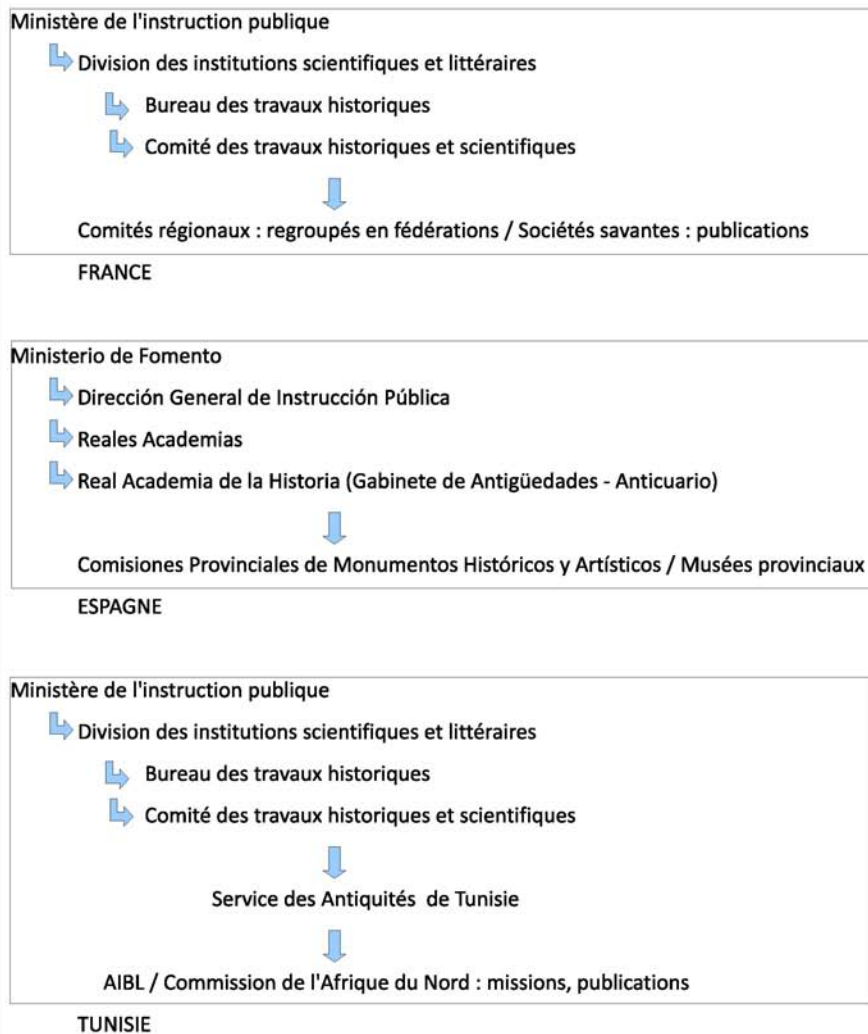 Ministère de l'instruction publique
Division des institutions scientifiques et littéraires
Bureau des travaux historiques
Comité des travaux historiques et scientifiques
Comités régionaux : regroupés en fédérations / Sociétés savantes : publications
FRANCE
Ministerio de Fomento
Dirección General de Instrucción Pública
Reales Academias
Real Academia de la Historia (Gabinete de Antigüedades - Anticuario)
Comisiones Provinciales de Monumentos Históricos y Artísticos / Musées provinciaux
ESPAGNE
Ministère de l'instruction publique
Division des institutions scientifiques et littéraires
Bureau des travaux historiques
Comité des travaux historiques et scientifiques
Service des Antiquités de Tunisie
AIBL / Commission de l'Afrique du Nord : missions, publications
TUNISIE